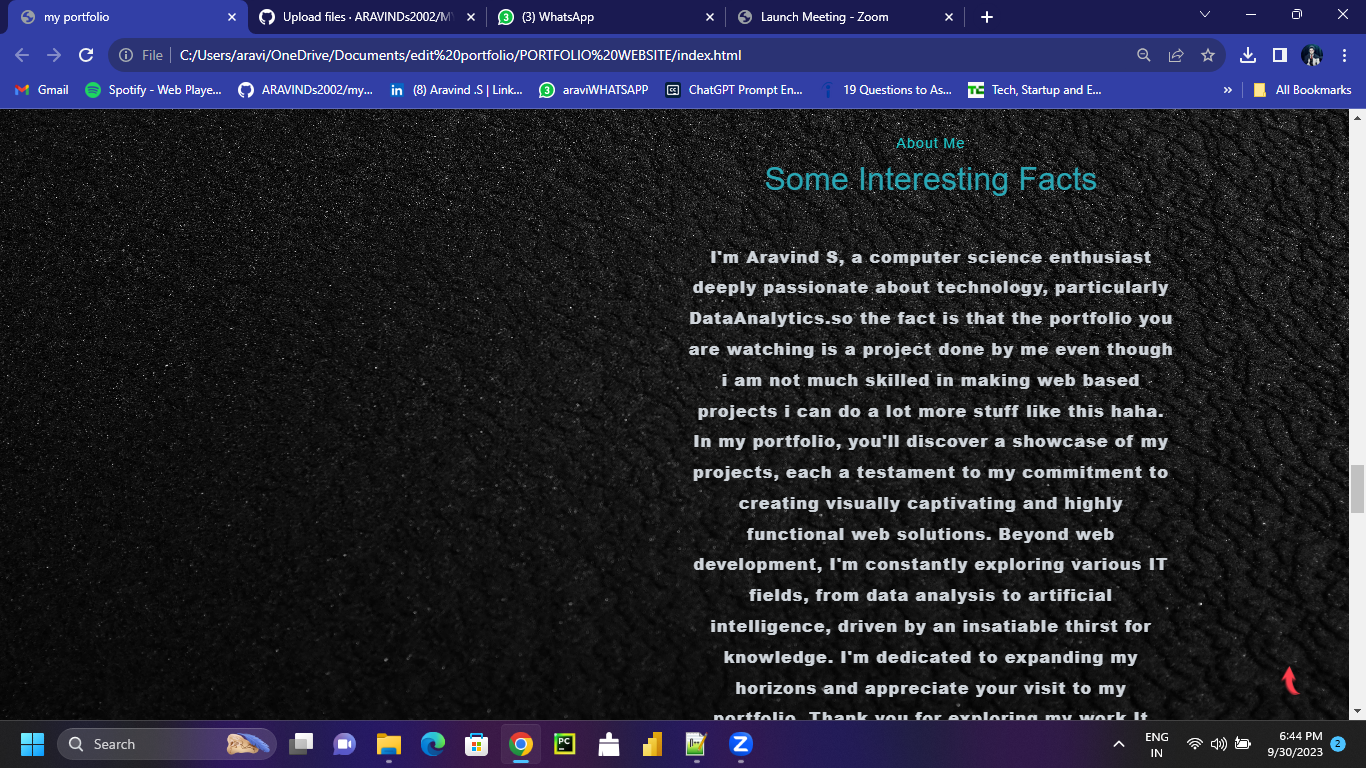 my portfolio
Upload files · ARAVINDs2002/M
(3) WhatsApp
Launch Meeting - Zoom
File
C:/Users/aravi/OneDrive/Documents/edit%20portfolio/PORTFOLIO%20WEBSITE/index.html
Gmail
Spotify - Web Playe...
ARAVINDs2002/my...
(8) Aravind .S | Link...
araviWHATSAPP
ChatGPT Prompt En...
19 Questions to As...
Tech, Startup and E...
»
All Bookmarks
About Me
Some Interesting Facts
I'm Aravind S, a computer science enthusiast
deeply passionate about technology, particularly
DataAnalytics.so the fact is that the portfolio you
are watching is a project done by me even though
i am not much skilled in making web based
projects i can do a lot more stuff like this haha.
In my portfolio, you'll discover a showcase of my
projects, each a testament to my commitment to
creating visually captivating and highly
functional web solutions. Beyond web
development, I'm constantly exploring various IT
fields, from data analysis to artificial
intelligence, driven by an insatiable thirst for
knowledge. I'm dedicated to expanding my
horizons and appreciate your visit to my
portfolio. Thank you for exploring my work It
Search
ENG
IN
6:44 PM
9/30/2023
2